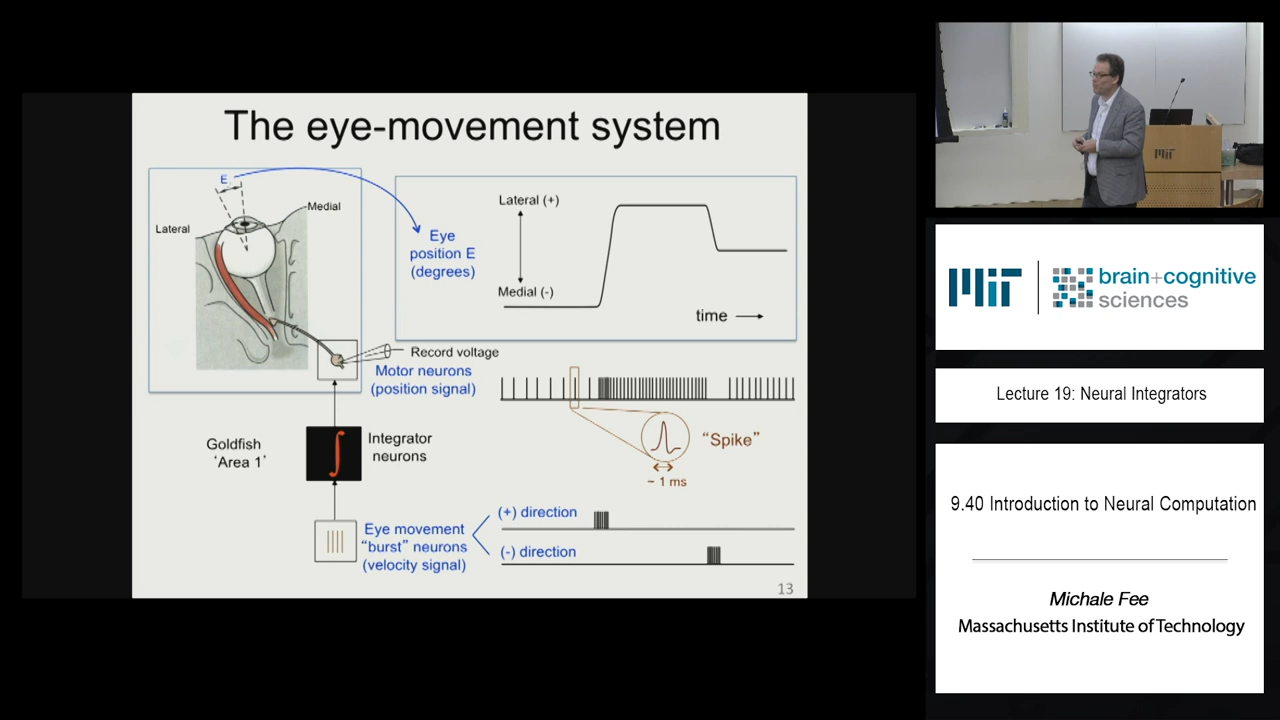 The eye-movement system
E
Medial
Lateral
Eye
position E
(degrees)
Lateral (+)
Medial (-)
time
Record voltage
Motor neurons
(position signal)
Goldfish
‘Area 1’
∫
Integrator
neurons
“Spike”
~ 1 ms
Eye movement
“burst” neurons
(velocity signal)
(+) direction
(-) direction
13
MIT
MIT
brain+cognitive
sciences
Lecture 19: Neural Integrators
9.40 Introduction to Neural Computation
Michale Fee
Massachusetts Institute of Technology